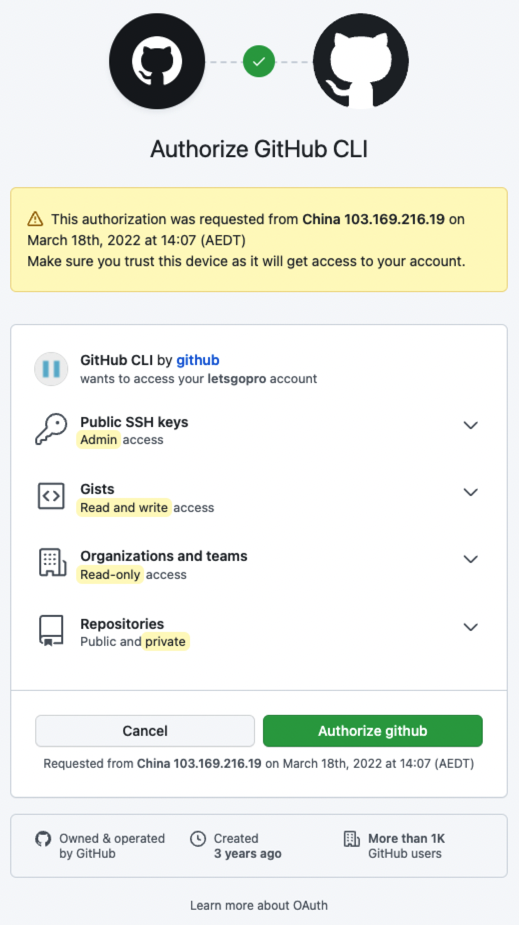 Authorize GitHub CLI
This authorization was requested from China 103.169.216.19 on
March 18th, 2022 at 14:07 (AEDT)
Make sure you trust this device as it will get access to your account.
GitHub CLI by github
wants to access your letsgopro account
Public SSH keys
Admin access
Gists
Read and write access
Organizations and teams
Read-only access
Repositories
Public and private
Cancel
Authorize github
Requested from China 103.169.216.19 on March 18th, 2022 at 14:07 (AEDT)
Owned & operated
by GitHub
Created
3 years ago
More than 1K
GitHub users
Learn more about OAuth